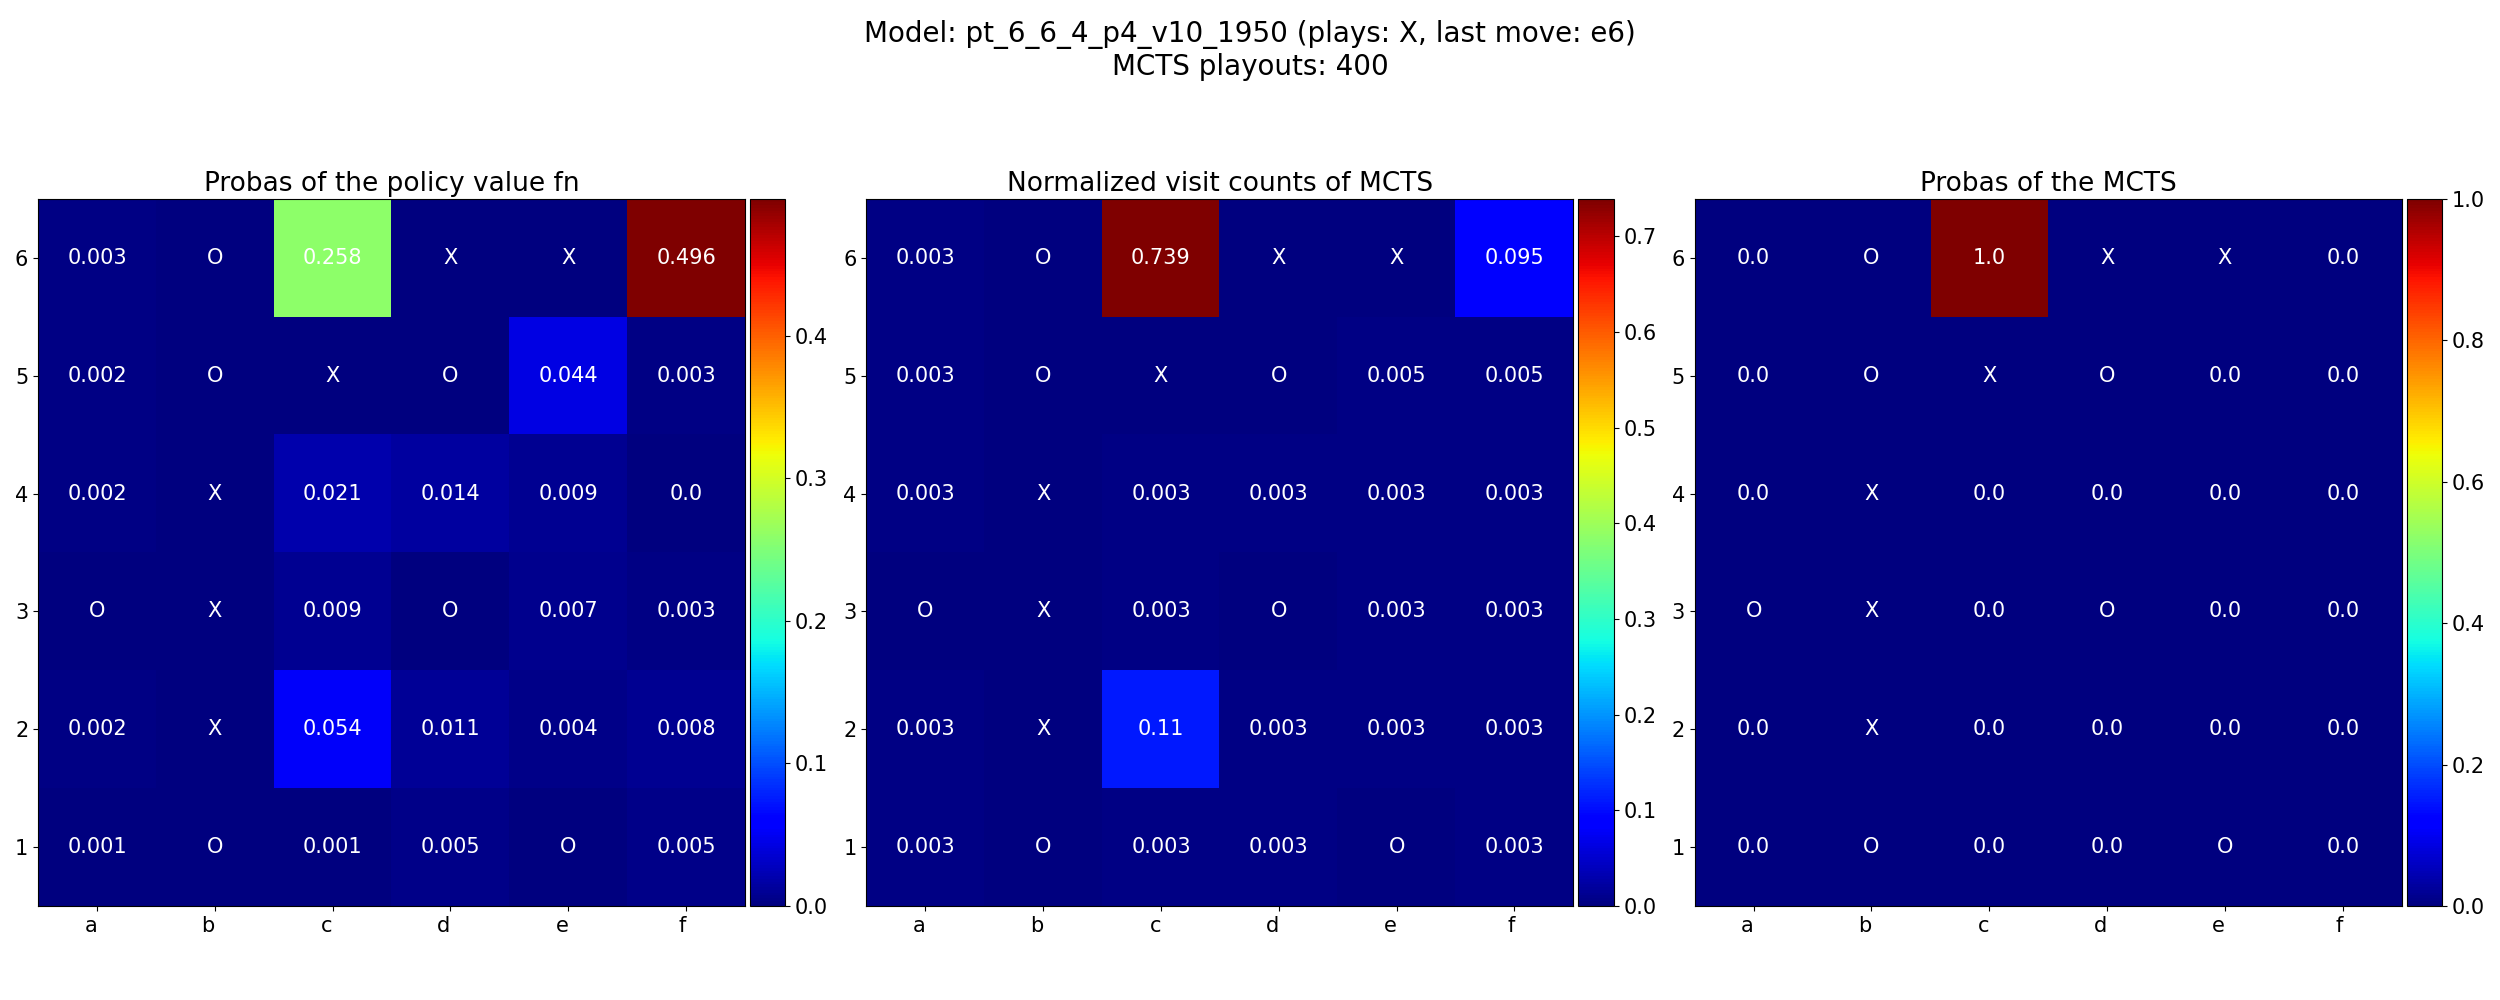 Model: pt_6_6_4_p4_v10_1950 (plays: X, last move: e6)
MCTS playouts: 400
Probas of the policy value fn
6 0.003 O 0.258 X X 0.496
5 0.002 O X O 0.044 0.003
4 0.002 X 0.021 0.014 0.009 0.0
3 O X 0.009 O 0.007 0.003
2 0.002 X 0.054 0.011 0.004 0.008
1 0.001 O 0.001 0.005 O 0.005
a b c d e f
0.4
0.3
0.2
0.1
0.0
Normalized visit counts of MCTS
6 0.003 O 0.739 X X 0.095
5 0.003 O X O 0.005 0.005
4 0.003 X 0.003 0.003 0.003 0.003
3 O X 0.003 O 0.003 0.003
2 0.003 X 0.11 0.003 0.003 0.003
1 0.003 O 0.003 0.003 O 0.003
a b c d e f
0.7
0.6
0.5
0.4
0.3
0.2
0.1
0.0
Probas of the MCTS
6 0.0 O 1.0 X X 0.0
5 0.0 O X O 0.0 0.0
4 0.0 X 0.0 0.0 0.0 0.0
3 O X 0.0 O 0.0 0.0
2 0.0 X 0.0 0.0 0.0 0.0
1 0.0 O 0.0 0.0 O 0.0
a b c d e f
1.0
0.8
0.6
0.4
0.2
0.0